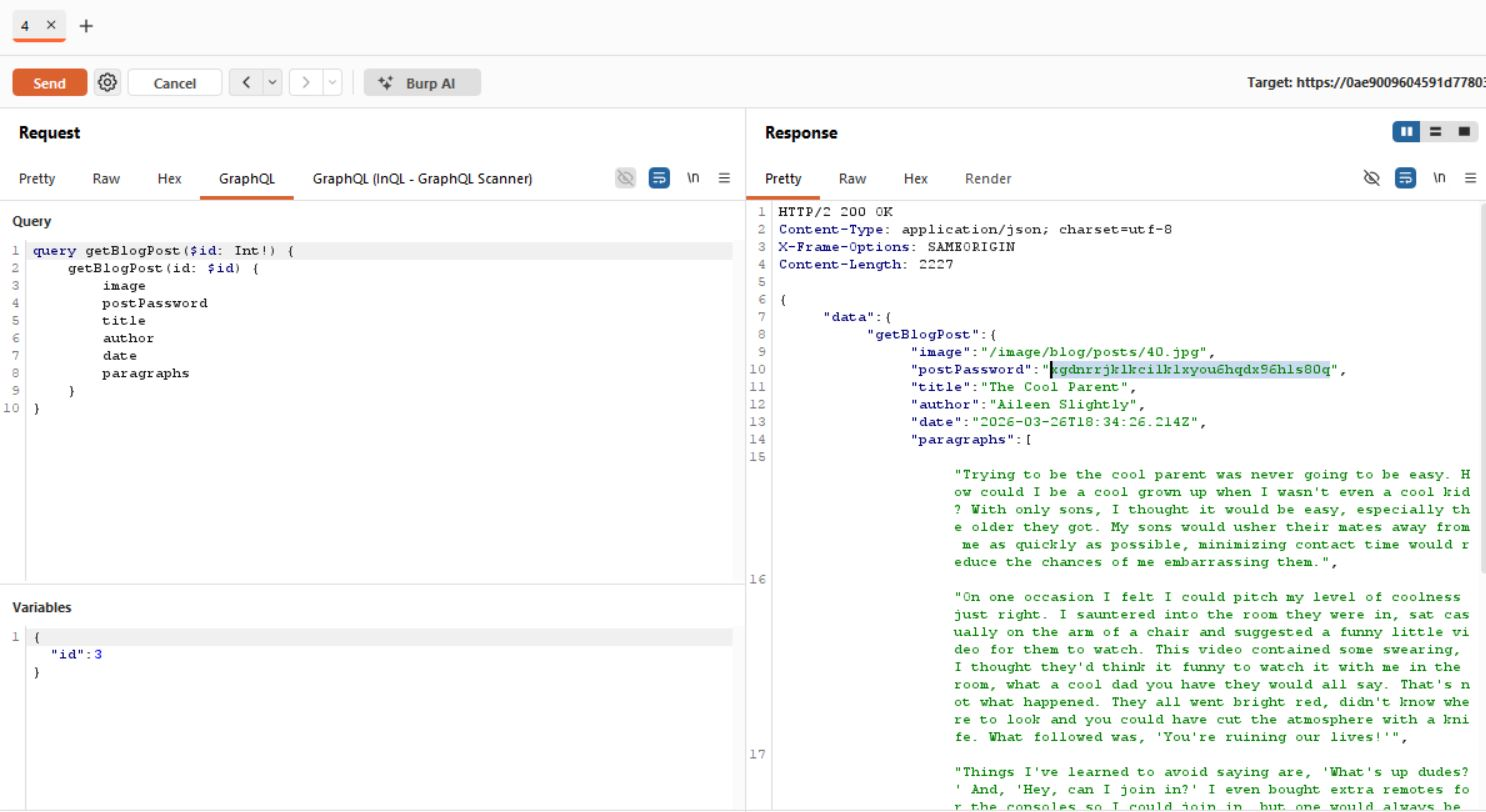 4 × +
Send Cancel Burp AI Target: https://0ae9009604591d77803
Request
Pretty Raw Hex GraphQL GraphQL (InQL - GraphQL Scanner) \n
Query
1 query getBlogPost($id: Int!) {
2 getBlogPost(id: $id) {
3 image
4 postPassword
5 title
6 author
7 date
8 paragraphs
9 }
10 }
Variables
1 {
"id":3
}
Response
Pretty Raw Hex Render \n
1 HTTP/2 200 OK
2 Content-Type: application/json; charset=utf-8
3 X-Frame-Options: SAMEORIGIN
4 Content-Length: 2227
5
6 {
7 "data":{
8 "getBlogPost":{
9 "image":"/image/blog/posts/40.jpg",
10 "postPassword":"xgdnrrjklkcilklxyou6hqdx96hls80q",
11 "title":"The Cool Parent",
12 "author":"Aileen Slightly",
13 "date":"2026-03-26T18:34:26.214Z",
14 "paragraphs":[
15
"Trying to be the cool parent was never going to be easy. H
ow could I be a cool grown up when I wasn't even a cool kid
? With only sons, I thought it would be easy, especially th
e older they got. My sons would usher their mates away from
me as quickly as possible, minimizing contact time would r
educe the chances of me embarrassing them.",
16
"On one occasion I felt I could pitch my level of coolness
just right. I sauntered into the room they were in, sat cas
ually on the arm of a chair and suggested a funny little vi
deo for them to watch. This video contained some swearing,
I thought they'd think it funny to watch it with me in the
room, what a cool dad you have they would all say. That's n
ot what happened. They all went bright red, didn't know whe
re to look and you could have cut the atmosphere with a kni
fe. What followed was, 'You're ruining our lives!'",
17
"Things I've learned to avoid saying are, 'What's up dudes?
' And, 'Hey, can I join in?' I even bought extra remotes fo
r the consoles so I could join in, but one would always be